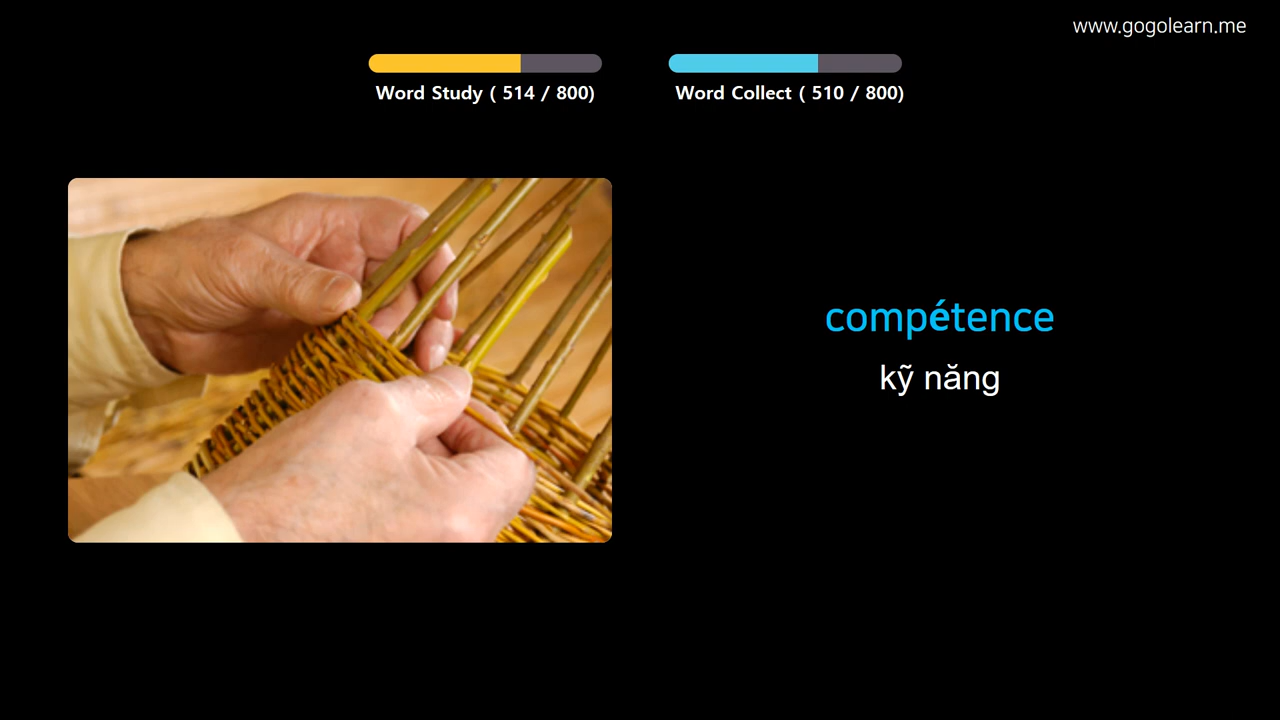 www.gogolearn.me
Word Study ( 514 / 800)
Word Collect ( 510 / 800)
compétence
kỹ năng